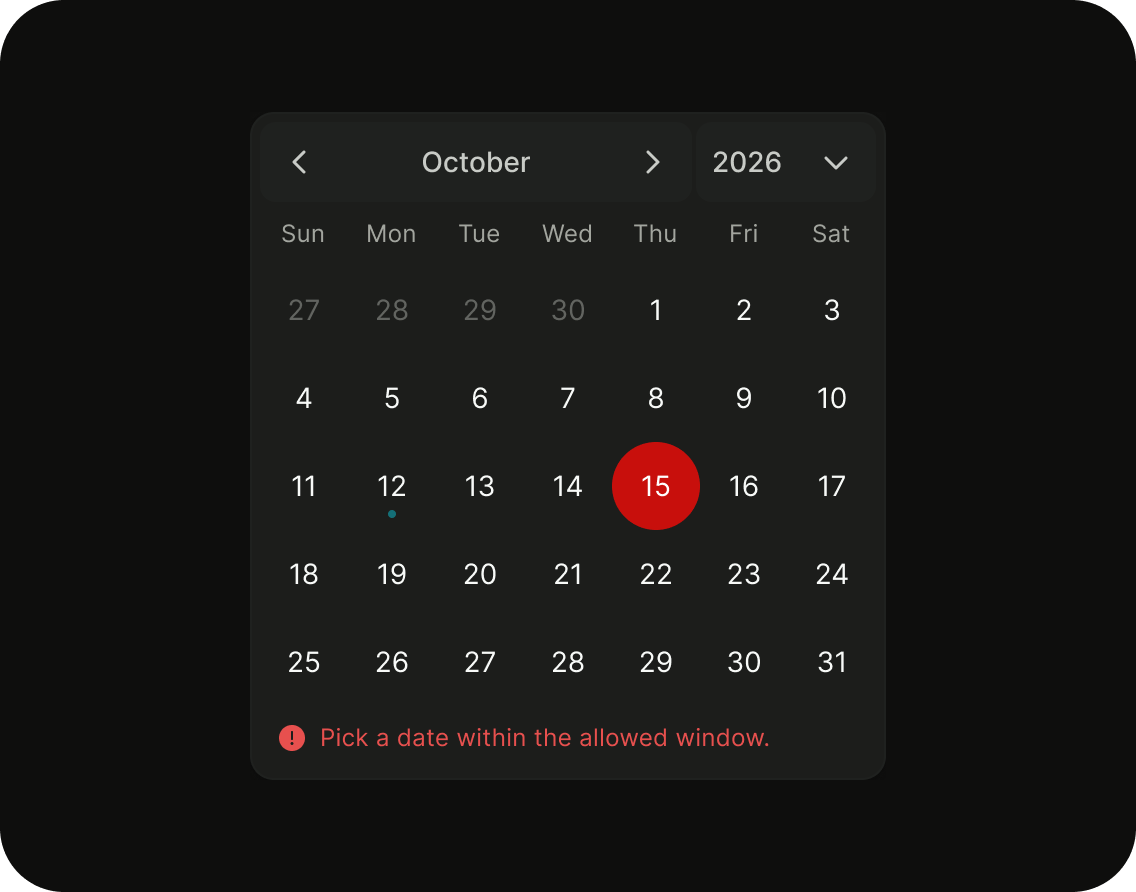 October 2026
Sun Mon Tue Wed Thu Fri Sat
27 28 29 30 1 2 3
4 5 6 7 8 9 10
11 12 13 14 15 16 17
18 19 20 21 22 23 24
25 26 27 28 29 30 31
Pick a date within the allowed window.